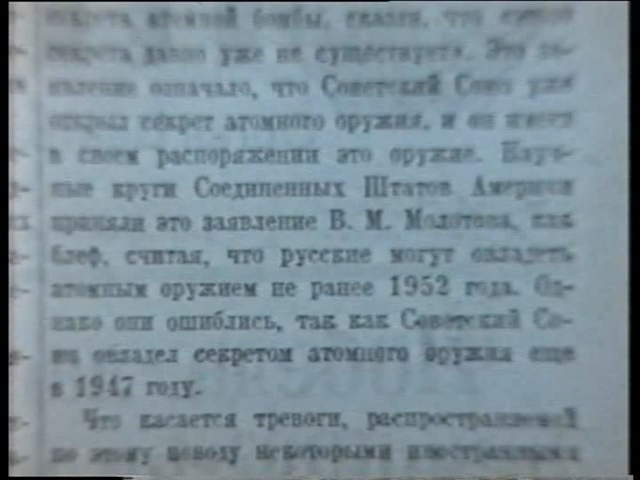 секрета атомной бомбы, сказал, что этого
секрета давно уже не существует». Это за-
явление означало, что Советский Союз уже
открыл секрет атомного оружия, и он имеет
в своем распоряжении это оружие. Науч-
ные круги Соединенных Штатов Америки
приняли это заявление В. М. Молотова, как
блеф, считая, что русские могут овладеть
атомным оружием не ранее 1952 года. Од-
нако они ошиблись, так как Советский Со-
юз овладел секретом атомного оружия еще
в 1947 году.
Что касается тревоги, распространяемой
по этому поводу некоторыми иностранными